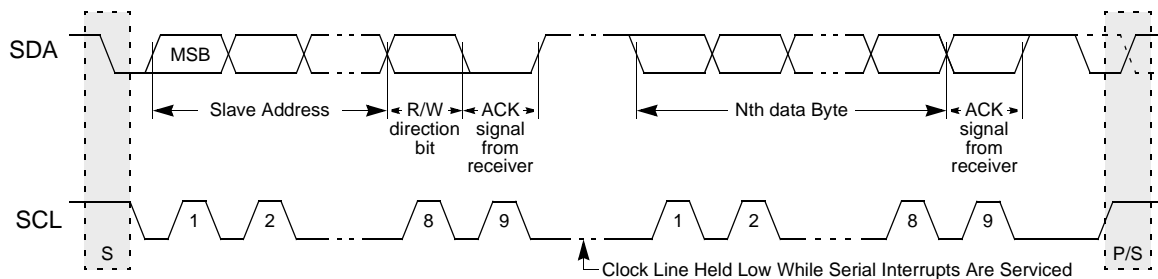 SDA
MSB
Slave Address
R/W
direction
bit
ACK
signal
from
receiver
Nth data Byte
ACK
signal
from
receiver
SCL
1
2
8
9
1
2
8
9
S
P/S
Clock Line Held Low While Serial Interrupts Are Serviced